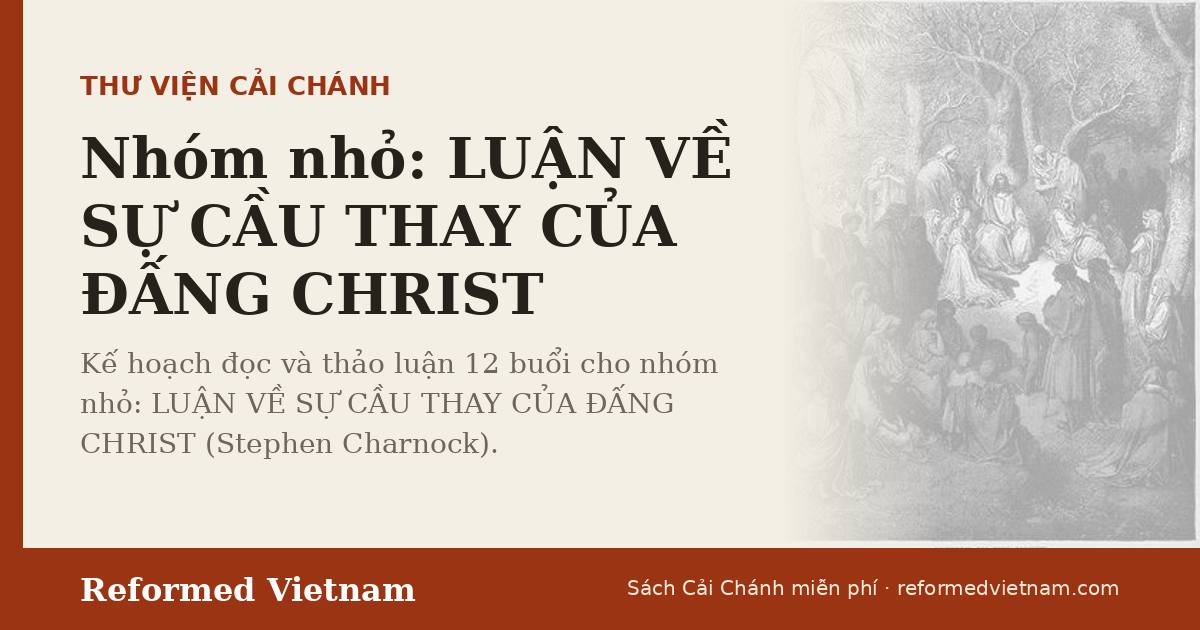 THƯ VIỆN CẢI CHÁNH
Nhóm nhỏ: LUẬN VỀ
SỰ CẦU THAY CỦA
ĐẤNG CHRIST
Kế hoạch đọc và thảo luận 12 buổi cho nhóm
nhỏ: LUẬN VỀ SỰ CẦU THAY CỦA ĐẤNG
CHRIST (Stephen Charnock).
Reformed Vietnam
Sách Cải Chánh miễn phí · reformedvietnam.com